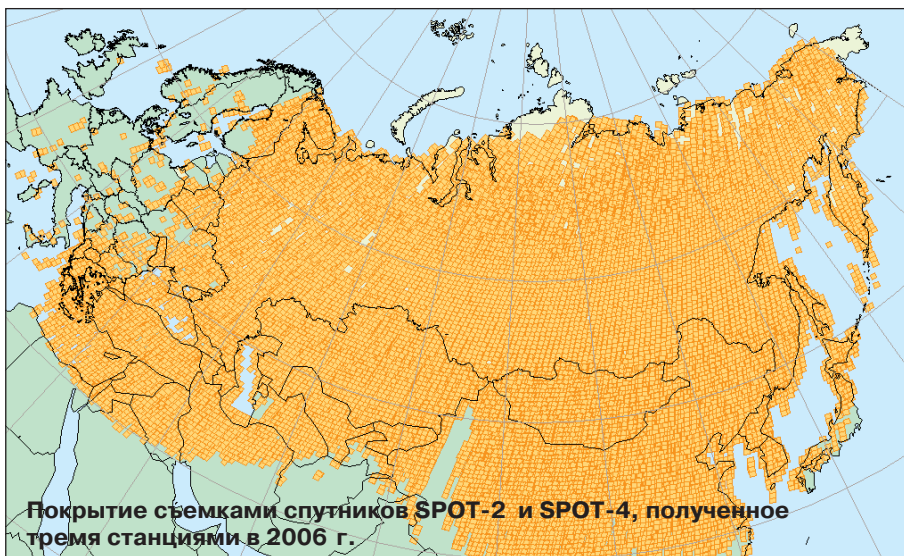 Покрытие съемками спутников SPOT-2 и SPOT-4, полученное
тремя станциями в 2006 г.